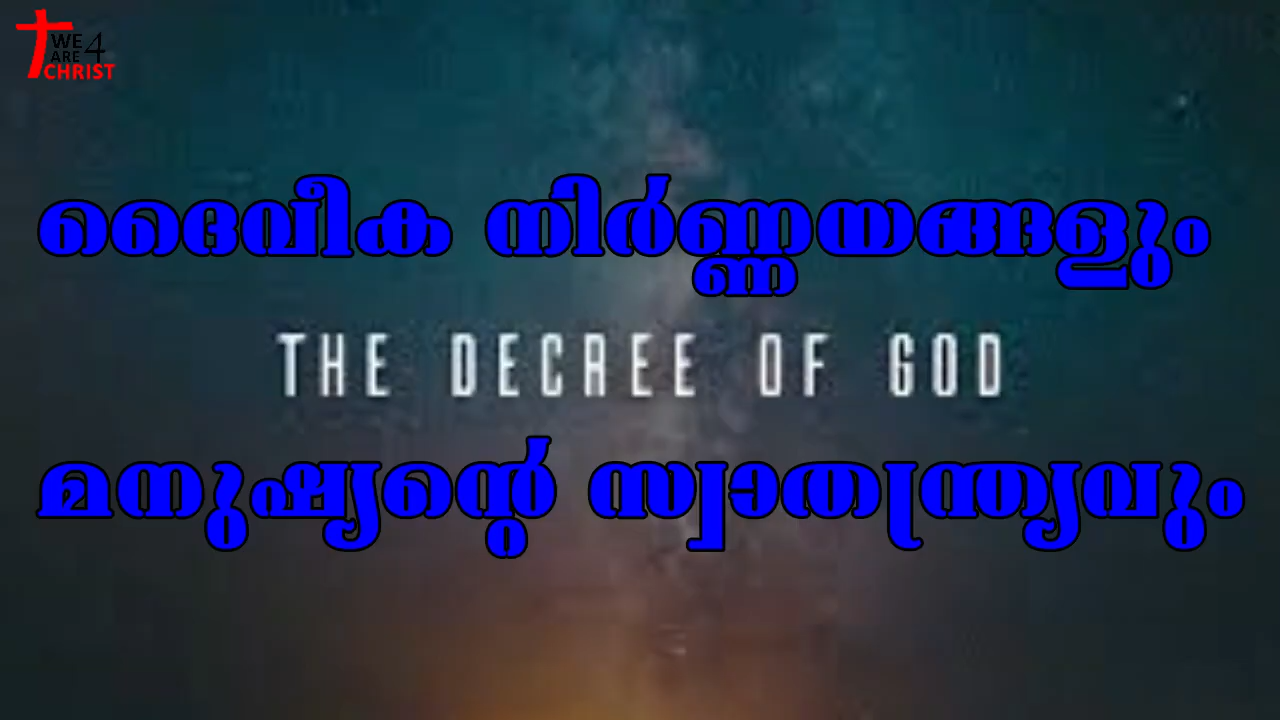 WE 4
ARE
CHRIST
ദൈവീക നിർണ്ണയങ്ങളും
THE DECREE OF GOD
മനുഷ്യന്റെ സ്വാതന്ത്ര്യവും